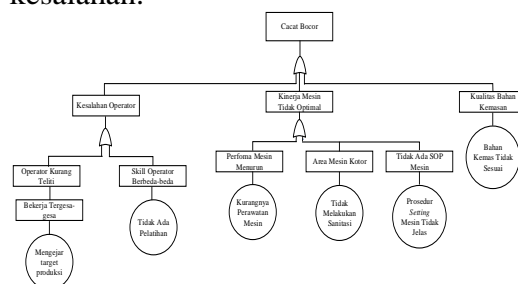 kesalahan.
Cacat Bocor
Kesalahan Operator
Kinerja Mesin
Tidak Optimal
Kualitas Bahan
Kemasan
Operator Kurang
Teliti
Skill Operator
Berbeda-beda
Perfoma Mesin
Menurun
Area Mesin Kotor
Tidak Ada SOP
Mesin
Bahan
Kemas Tidak
Sesuai
Bekerja Tergesa-
gesa
Tidak Ada
Pelatihan
Kurangnya
Perawatan
Mesin
Tidak
Melakukan
Sanitasi
Prosedur
Setting
Mesin Tidak
Jelas
Mengejar
target
produksi